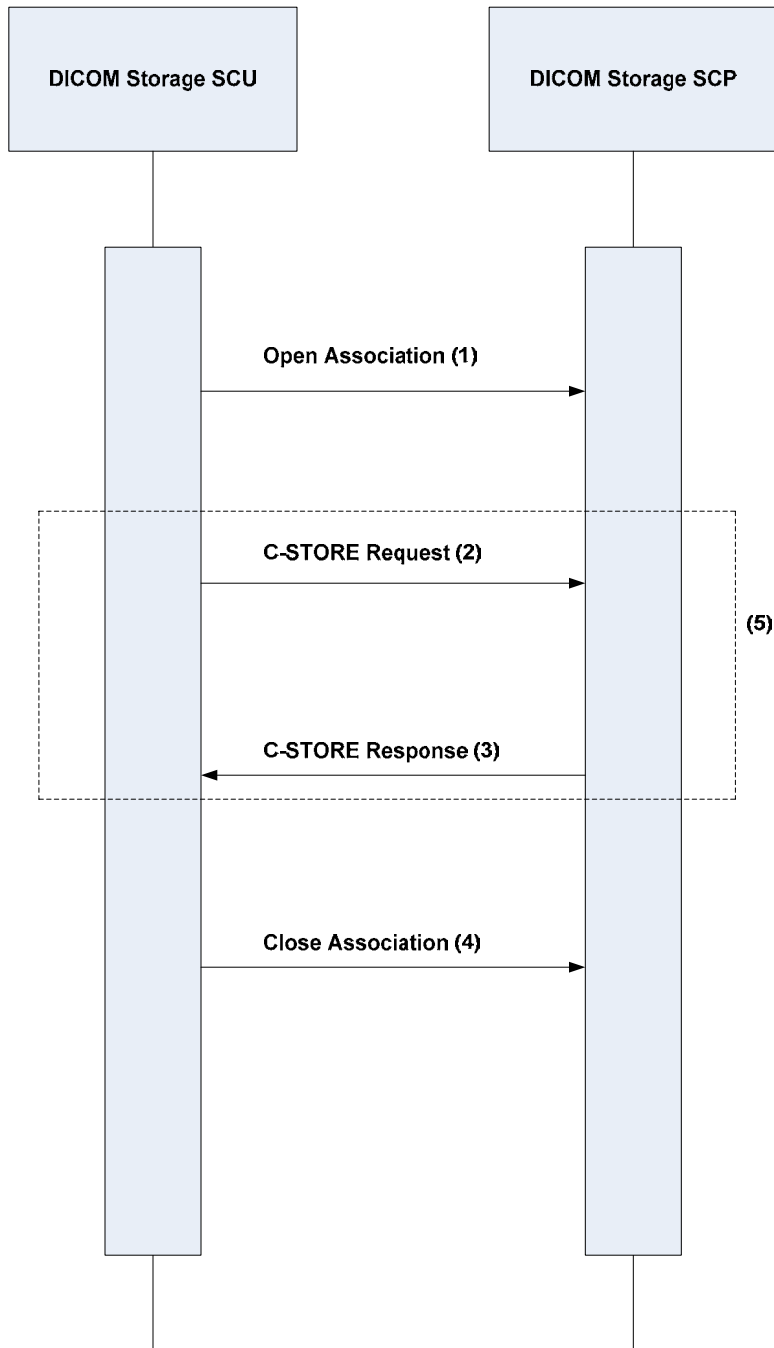 DICOM Storage SCU
DICOM Storage SCP
Open Association (1)
C-STORE Request (2)
(5)
C-STORE Response (3)
Close Association (4)